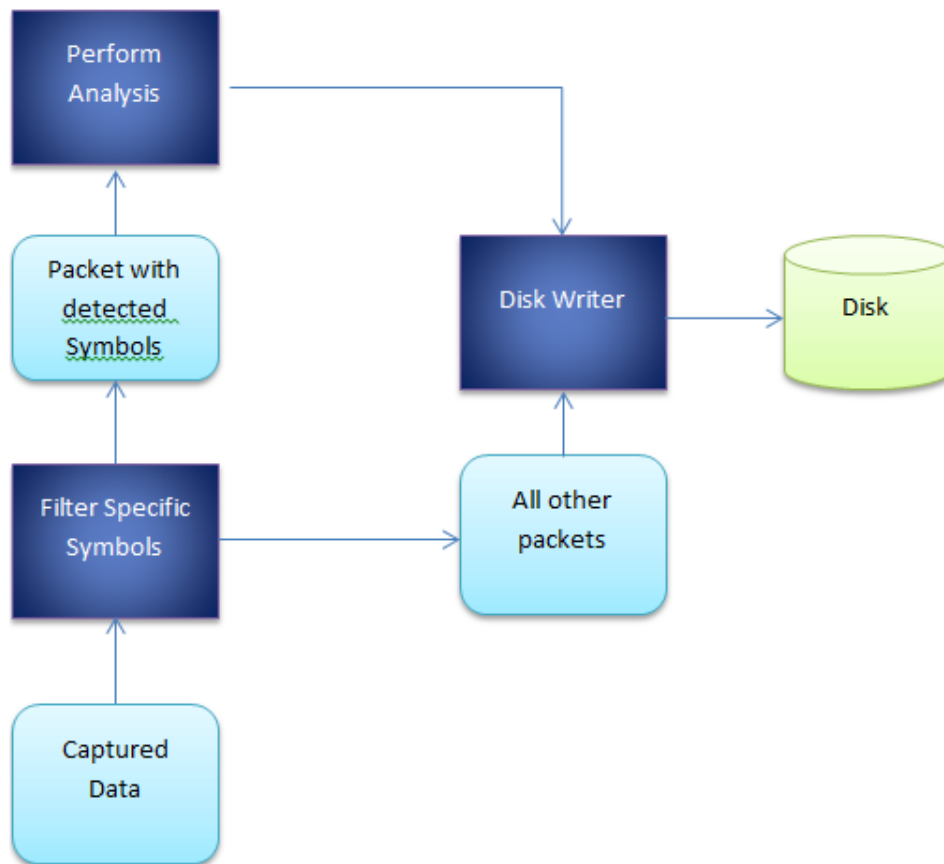 Perform
Analysis
Packet with
detected
Symbols
Disk Writer
Disk
Filter Specific
Symbols
All other
packets
Captured
Data